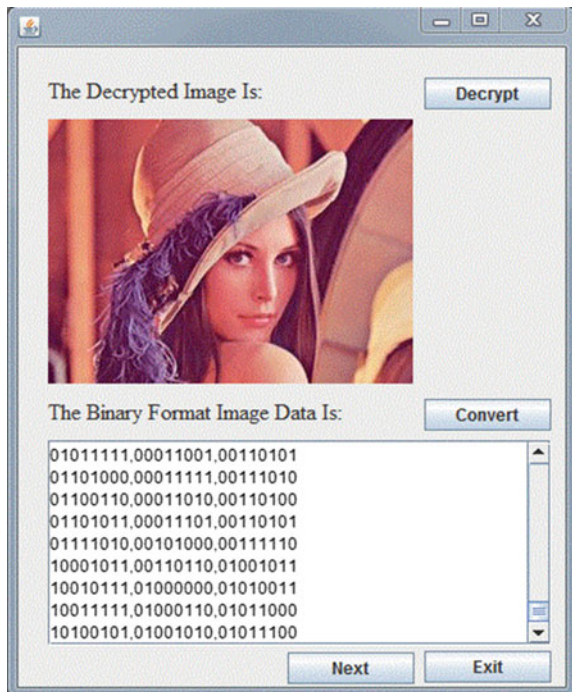 The Decrypted Image Is:
Decrypt
The Binary Format Image Data Is:
Convert
01011111,00011001,00110101
01101000,00011111,00111010
01100110,00011010,00110100
01101011,00011101,00110101
01111010,00101000,00111110
10001011,00110110,01001011
10010111,01000000,01010011
10011111,01000110,01011000
10100101,01001010,01011100
Next
Exit